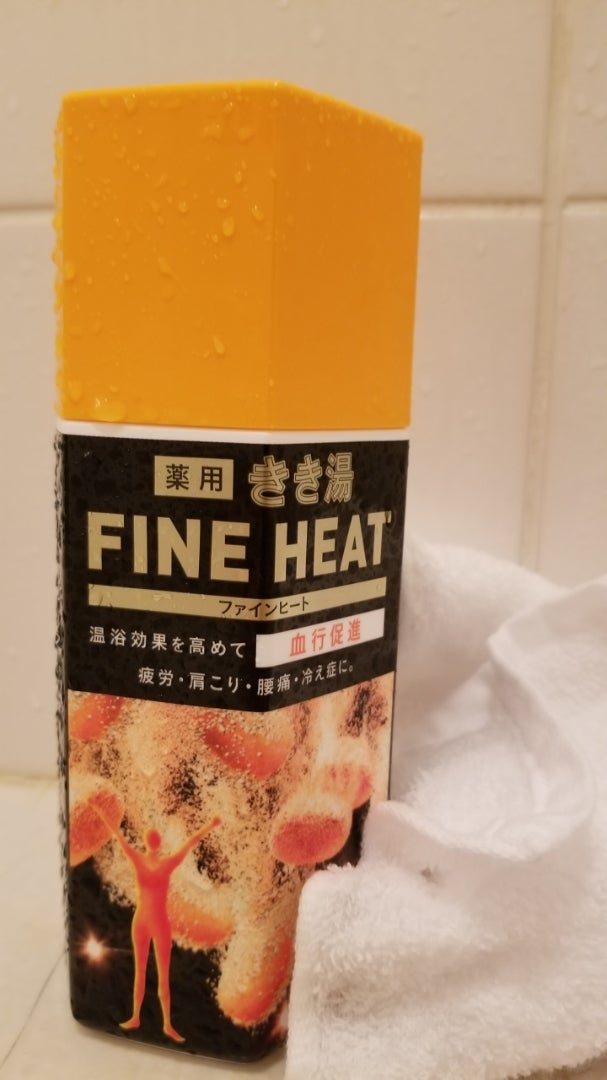 薬用 きき湯
FINE HEAT
ファインヒート
温浴効果を高めて 血行促進
疲労・肩こり・腰痛・冷え症に。